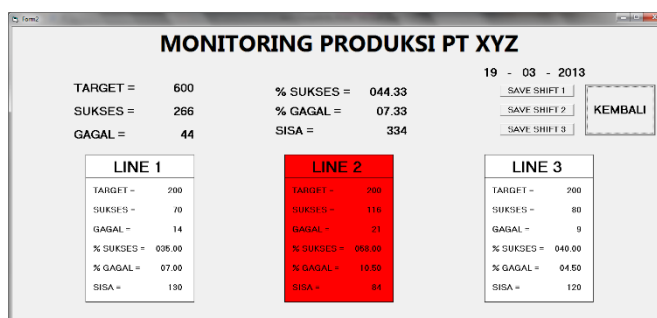 Form2
MONITORING PRODUKSI PT XYZ
19 - 03 - 2013
TARGET = 600
SUKSES = 266
GAGAL = 44
% SUKSES = 044.33
% GAGAL = 07.33
SISA = 334
SAVE SHIFT 1
SAVE SHIFT 2
SAVE SHIFT 3
KEMBALI
LINE 1
TARGET = 200
SUKSES = 70
GAGAL = 14
% SUKSES = 035.00
% GAGAL = 07.00
SISA = 130
LINE 2
TARGET = 200
SUKSES = 116
GAGAL = 21
% SUKSES = 058.00
% GAGAL = 10.50
SISA = 84
LINE 3
TARGET = 200
SUKSES = 80
GAGAL = 9
% SUKSES = 040.00
% GAGAL = 04.50
SISA = 120